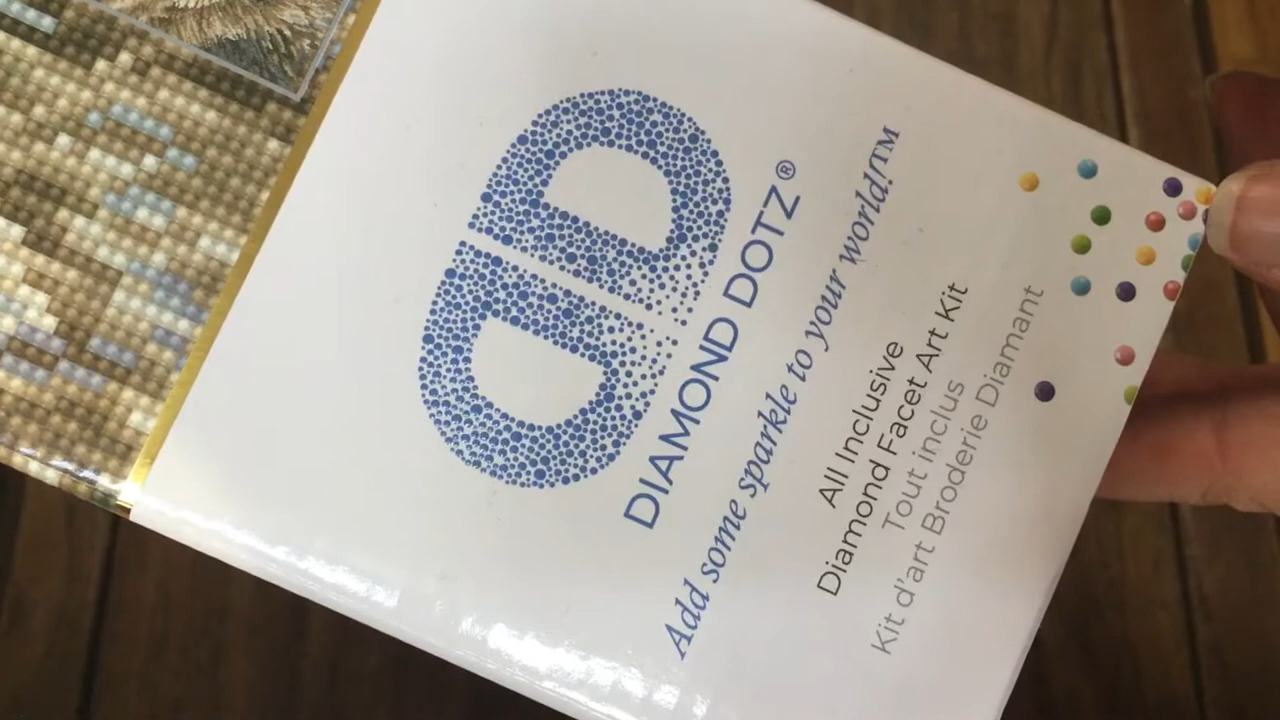 DD
DIAMOND DOTZ®
Add some sparkle to your world!™
All Inclusive
Diamond Facet Art Kit
Tout inclus
Kit d'art Broderie Diamant